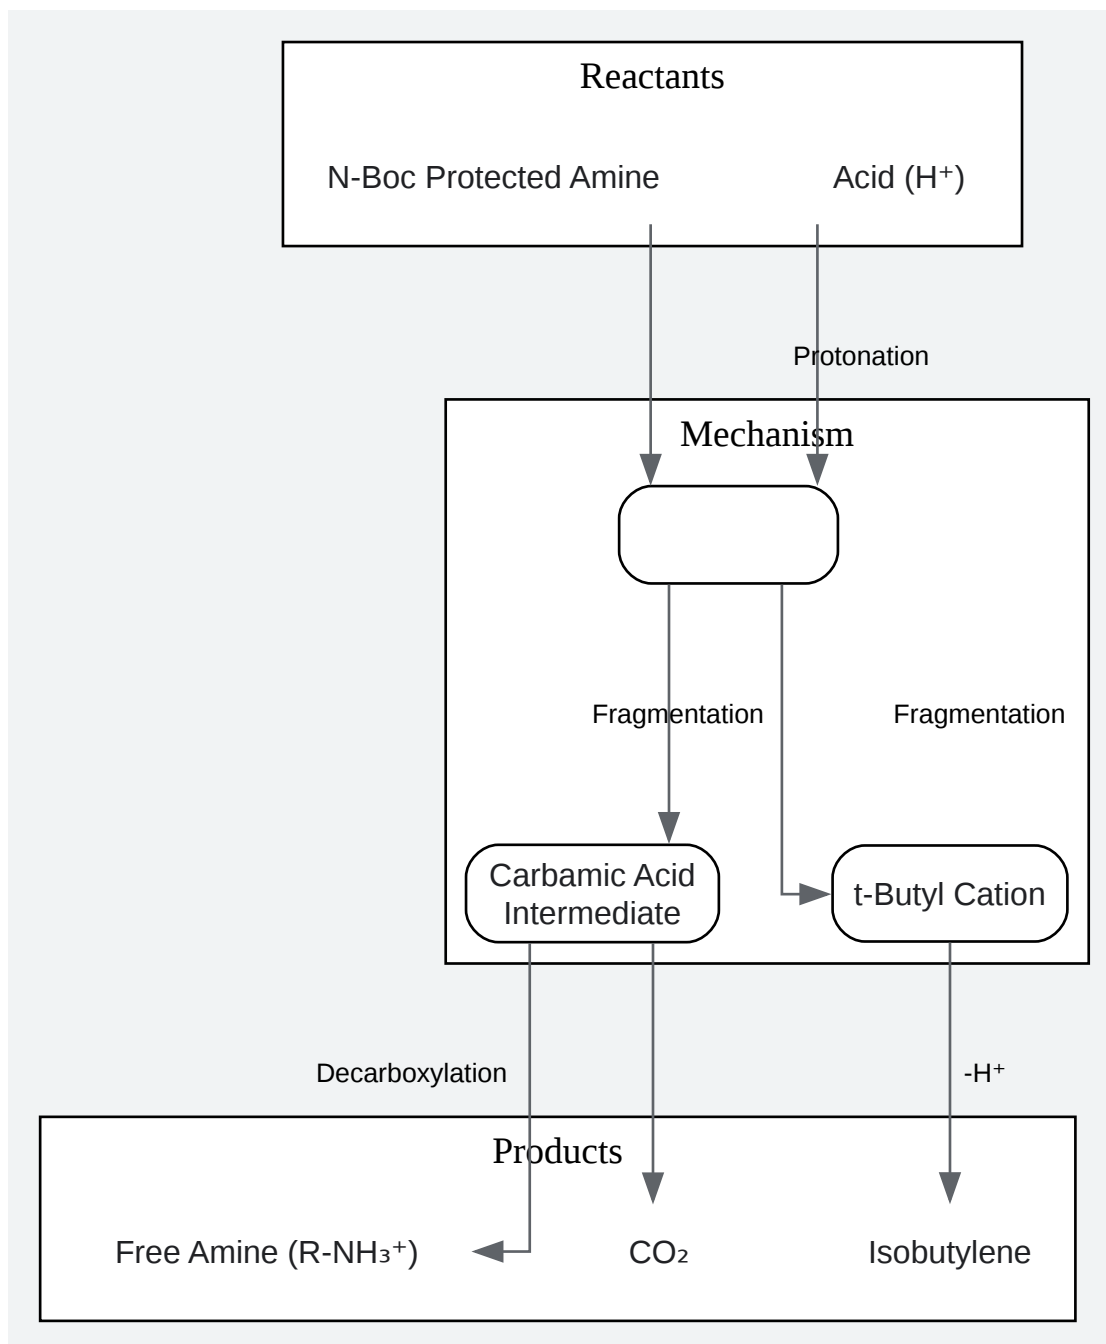 Reactants
N-Boc Protected Amine
Acid (H⁺)
Protonation
Mechanism
Fragmentation
Fragmentation
Carbamic Acid
Intermediate
t-Butyl Cation
Decarboxylation
-H⁺
Products
Free Amine (R-NH₃⁺)
CO₂
Isobutylene